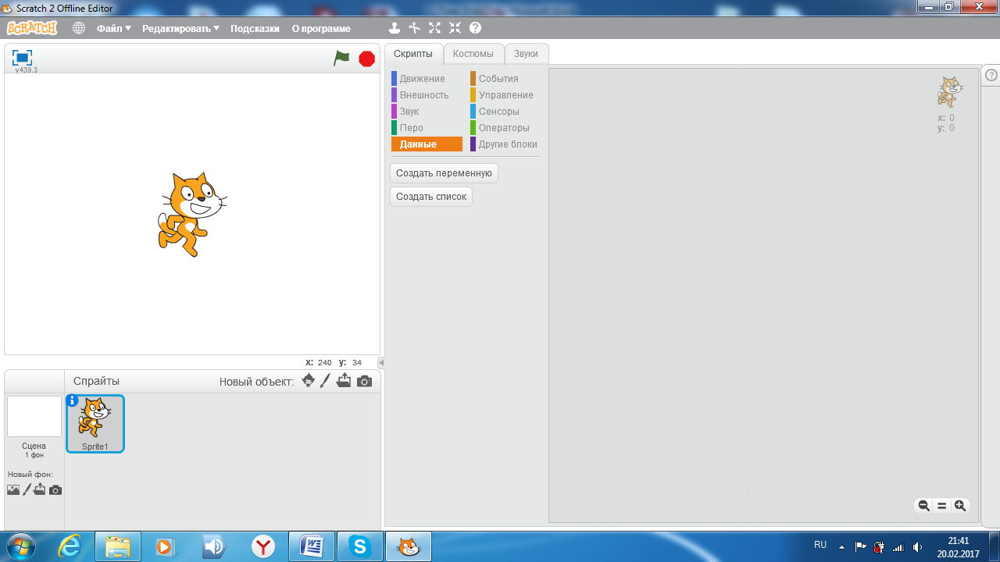 Scratch 2 Offline Editor
SCRATCH Файл Редактировать Подсказки О программе
v439.3
Скрипты Костюмы Звуки
Движение События
Внешность Управление
Звук Сенсоры
Перо Операторы
Данные Другие блоки
Создать переменную
Создать список
x: 0
y: 0
x: 240 y: 34
Спрайты Новый объект:
Sprite1
Сцена
1 фон
Новый фон:
RU
21:41
20.02.2017